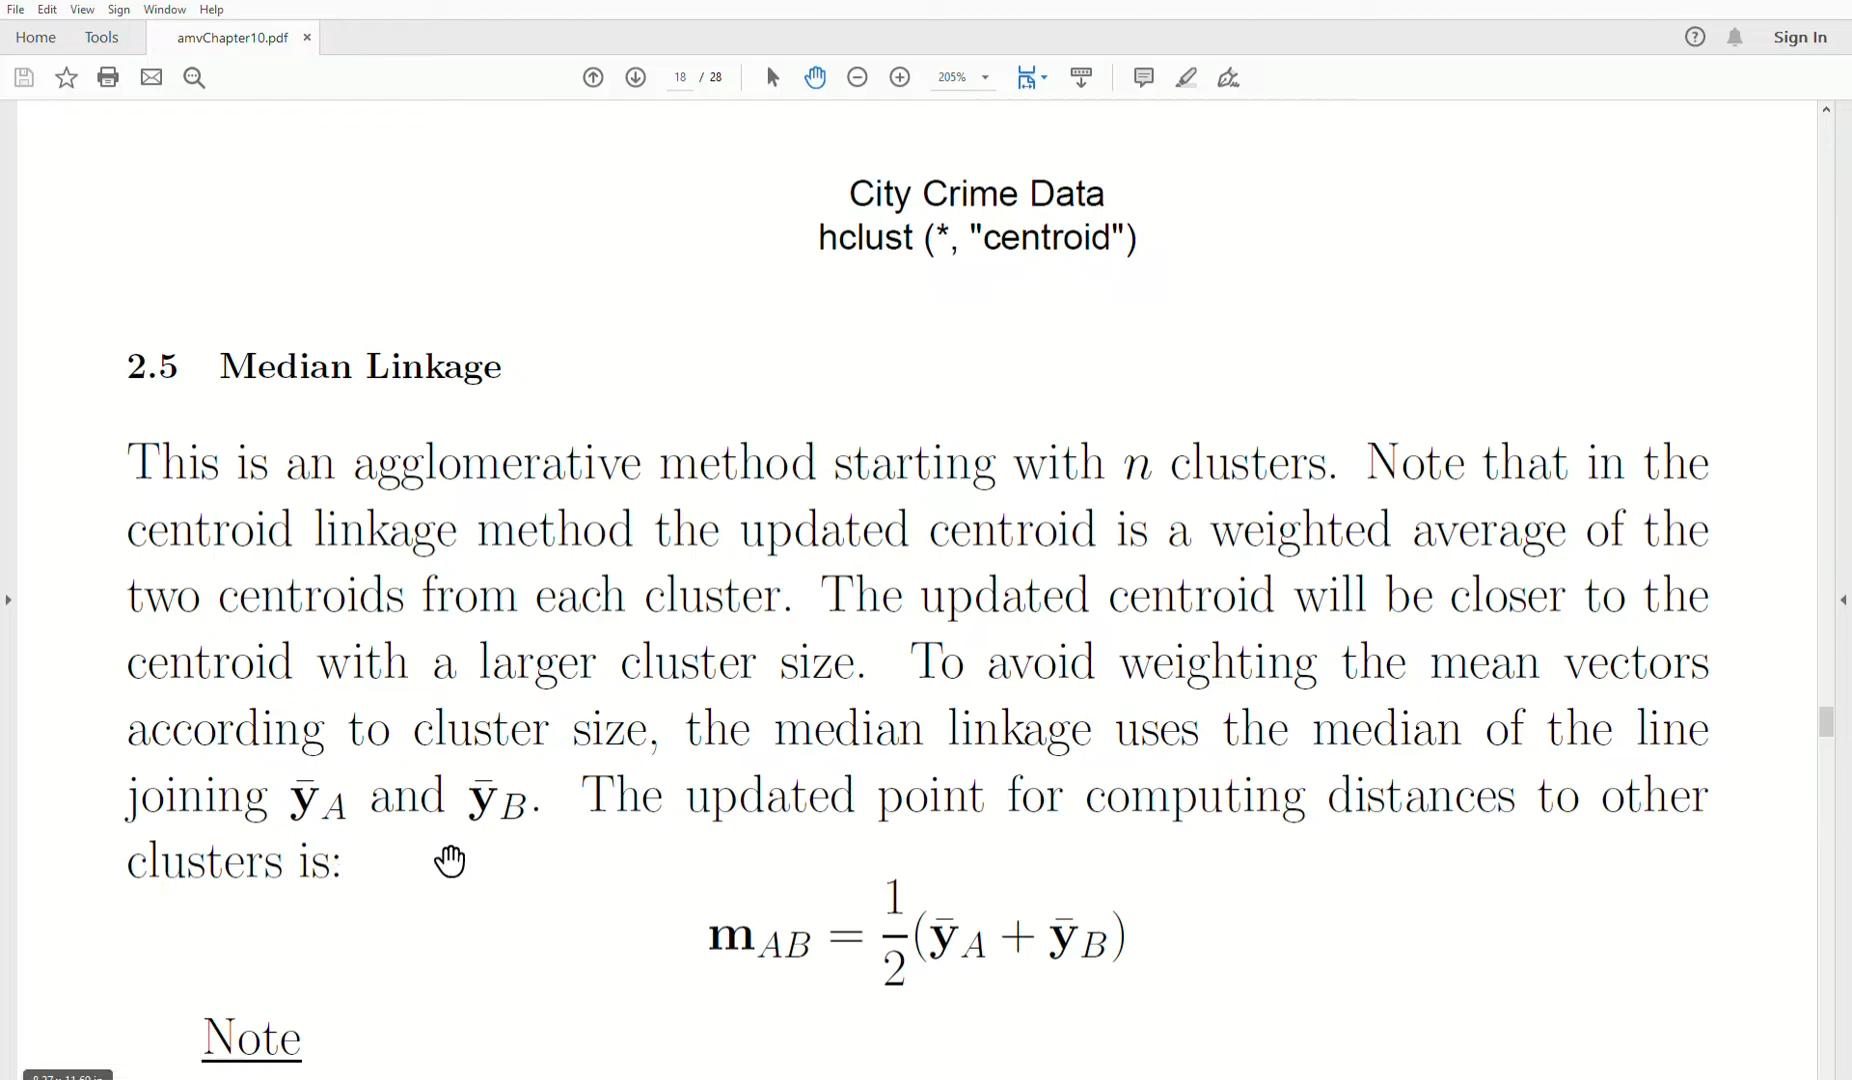 File Edit View Sign Window Help
Home Tools amvChapter10.pdf × ? Sign In
18 / 28 205%
City Crime Data
hclust (*, "centroid")
2.5 Median Linkage
This is an agglomerative method starting with n clusters. Note that in the
centroid linkage method the updated centroid is a weighted average of the
two centroids from each cluster. The updated centroid will be closer to the
centroid with a larger cluster size. To avoid weighting the mean vectors
according to cluster size, the median linkage uses the median of the line
joining ȳ_A and ȳ_B. The updated point for computing distances to other
clusters is:
m_AB = 1/2(ȳ_A + ȳ_B)
Note